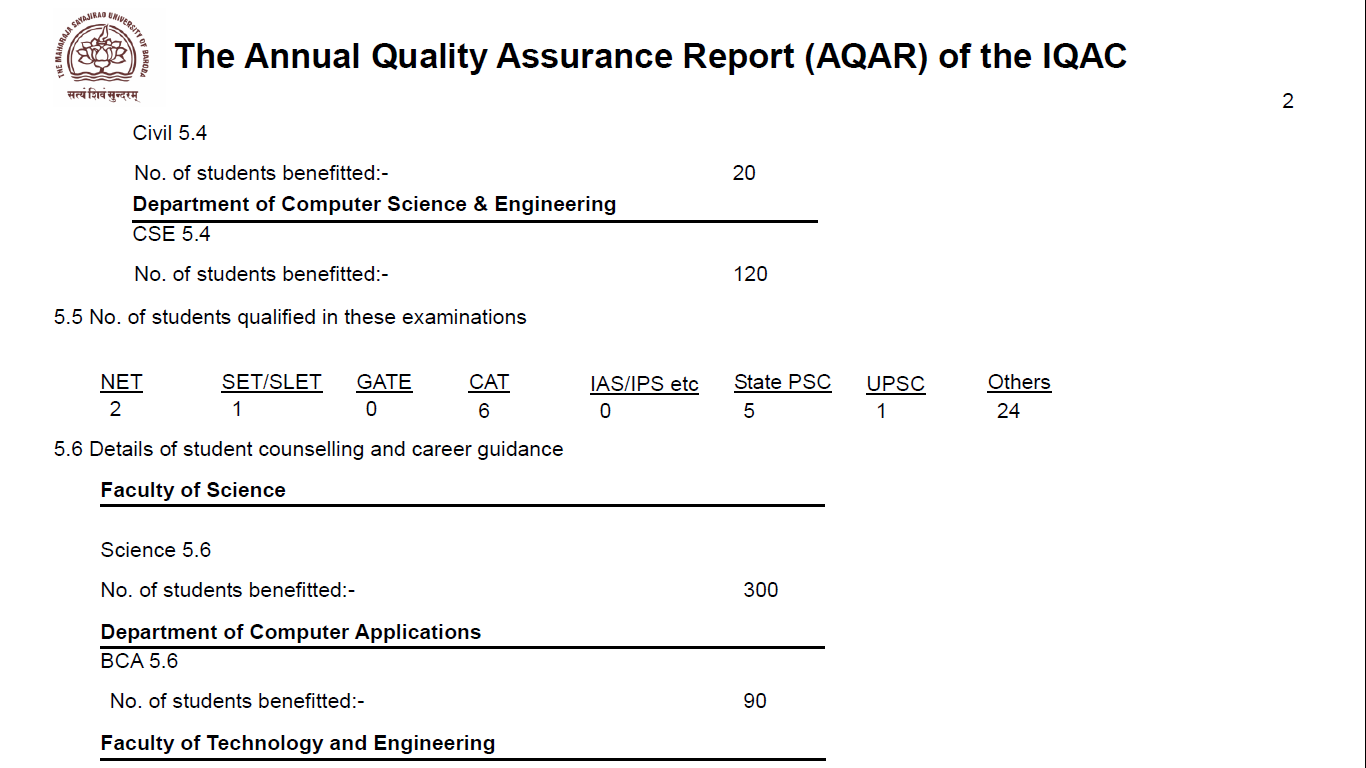 THE MAHARAJA SAYAJIRAO UNIVERSITY OF BARODA
सत्यं शिवं सुन्दरम्
The Annual Quality Assurance Report (AQAR) of the IQAC
2
Civil 5.4
No. of students benefitted:- 20
Department of Computer Science & Engineering
CSE 5.4
No. of students benefitted:- 120
5.5 No. of students qualified in these examinations
NET SET/SLET GATE CAT IAS/IPS etc State PSC UPSC Others
2 1 0 6 0 5 1 24
5.6 Details of student counselling and career guidance
Faculty of Science
Science 5.6
No. of students benefitted:- 300
Department of Computer Applications
BCA 5.6
No. of students benefitted:- 90
Faculty of Technology and Engineering